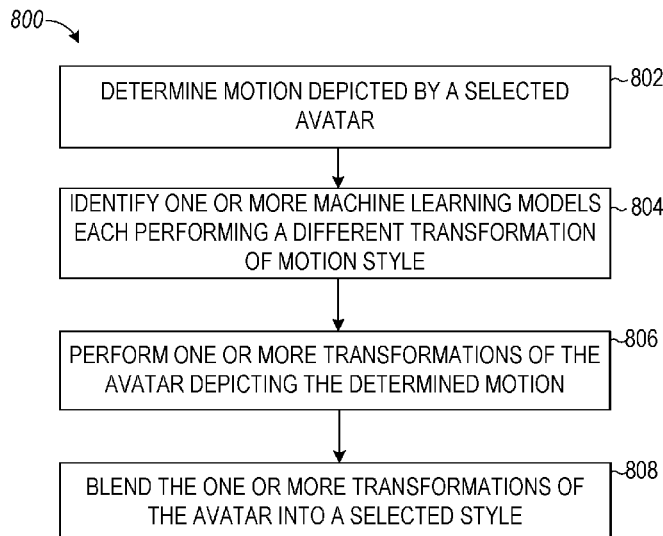 800
DETERMINE MOTION DEPICTED BY A SELECTED
AVATAR
802
IDENTIFY ONE OR MORE MACHINE LEARNING MODELS
EACH PERFORMING A DIFFERENT TRANSFORMATION
OF MOTION STYLE
804
PERFORM ONE OR MORE TRANSFORMATIONS OF THE
AVATAR DEPICTING THE DETERMINED MOTION
806
BLEND THE ONE OR MORE TRANSFORMATIONS OF
THE AVATAR INTO A SELECTED STYLE
808